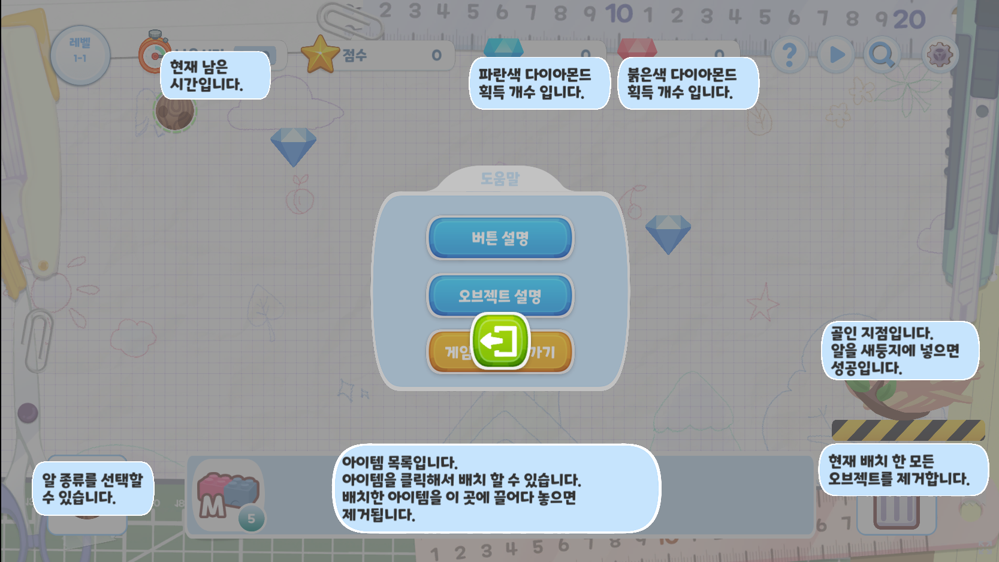 2 3 4 5 6 7 8 9 10 1 2 3 4 5 6 7 8 9 20
레벨
1-1
점수
0
0
0
?
현재 남은
시간입니다.
파란색 다이아몬드
획득 개수 입니다.
붉은색 다이아몬드
획득 개수 입니다.
도움말
버튼 설명
오브젝트 설명
게임
가기
골인 지점입니다.
알을 새둥지에 넣으면
성공입니다.
알 종류를 선택할
수 있습니다.
M
5
아이템 목록입니다.
아이템을 클릭해서 배치 할 수 있습니다.
배치한 아이템을 이 곳에 끌어다 놓으면
제거됩니다.
현재 배치 한 모든
오브젝트를 제거합니다.
6 7
1 2 3 4 5 6 7 8 9 10